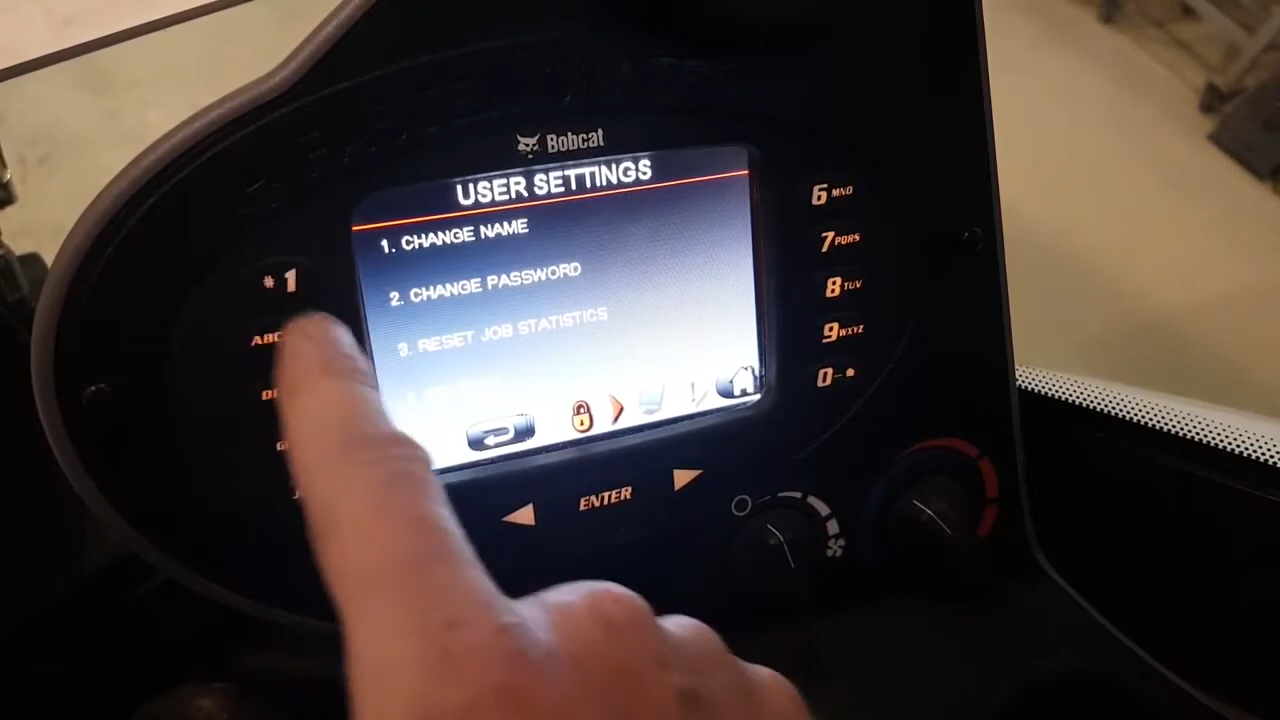 Bobcat
USER SETTINGS
1. CHANGE NAME
2. CHANGE PASSWORD
3. RESET JOB STATISTICS
# 1
ABC
6 MNO
7 PQRS
8 TUV
9 WXYZ
0
ENTER